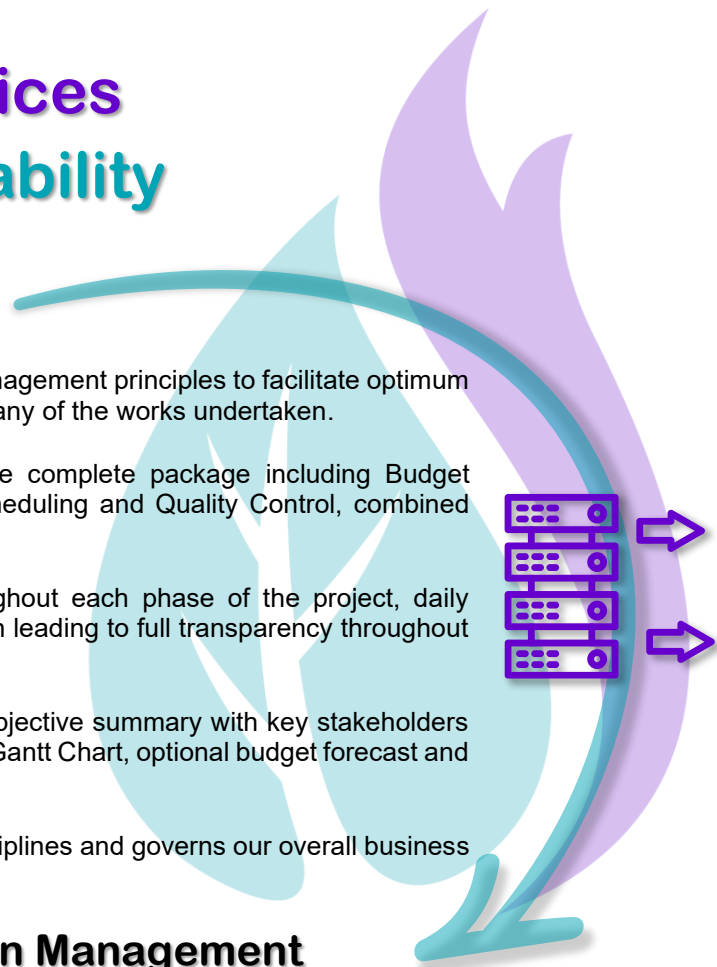 ices
ability
nagement principles to facilitate optimum
any of the works undertaken.
e complete package including Budget
heduling and Quality Control, combined
ghout each phase of the project, daily
n leading to full transparency throughout
bjective summary with key stakeholders
Gantt Chart, optional budget forecast and
iplines and governs our overall business
n Management